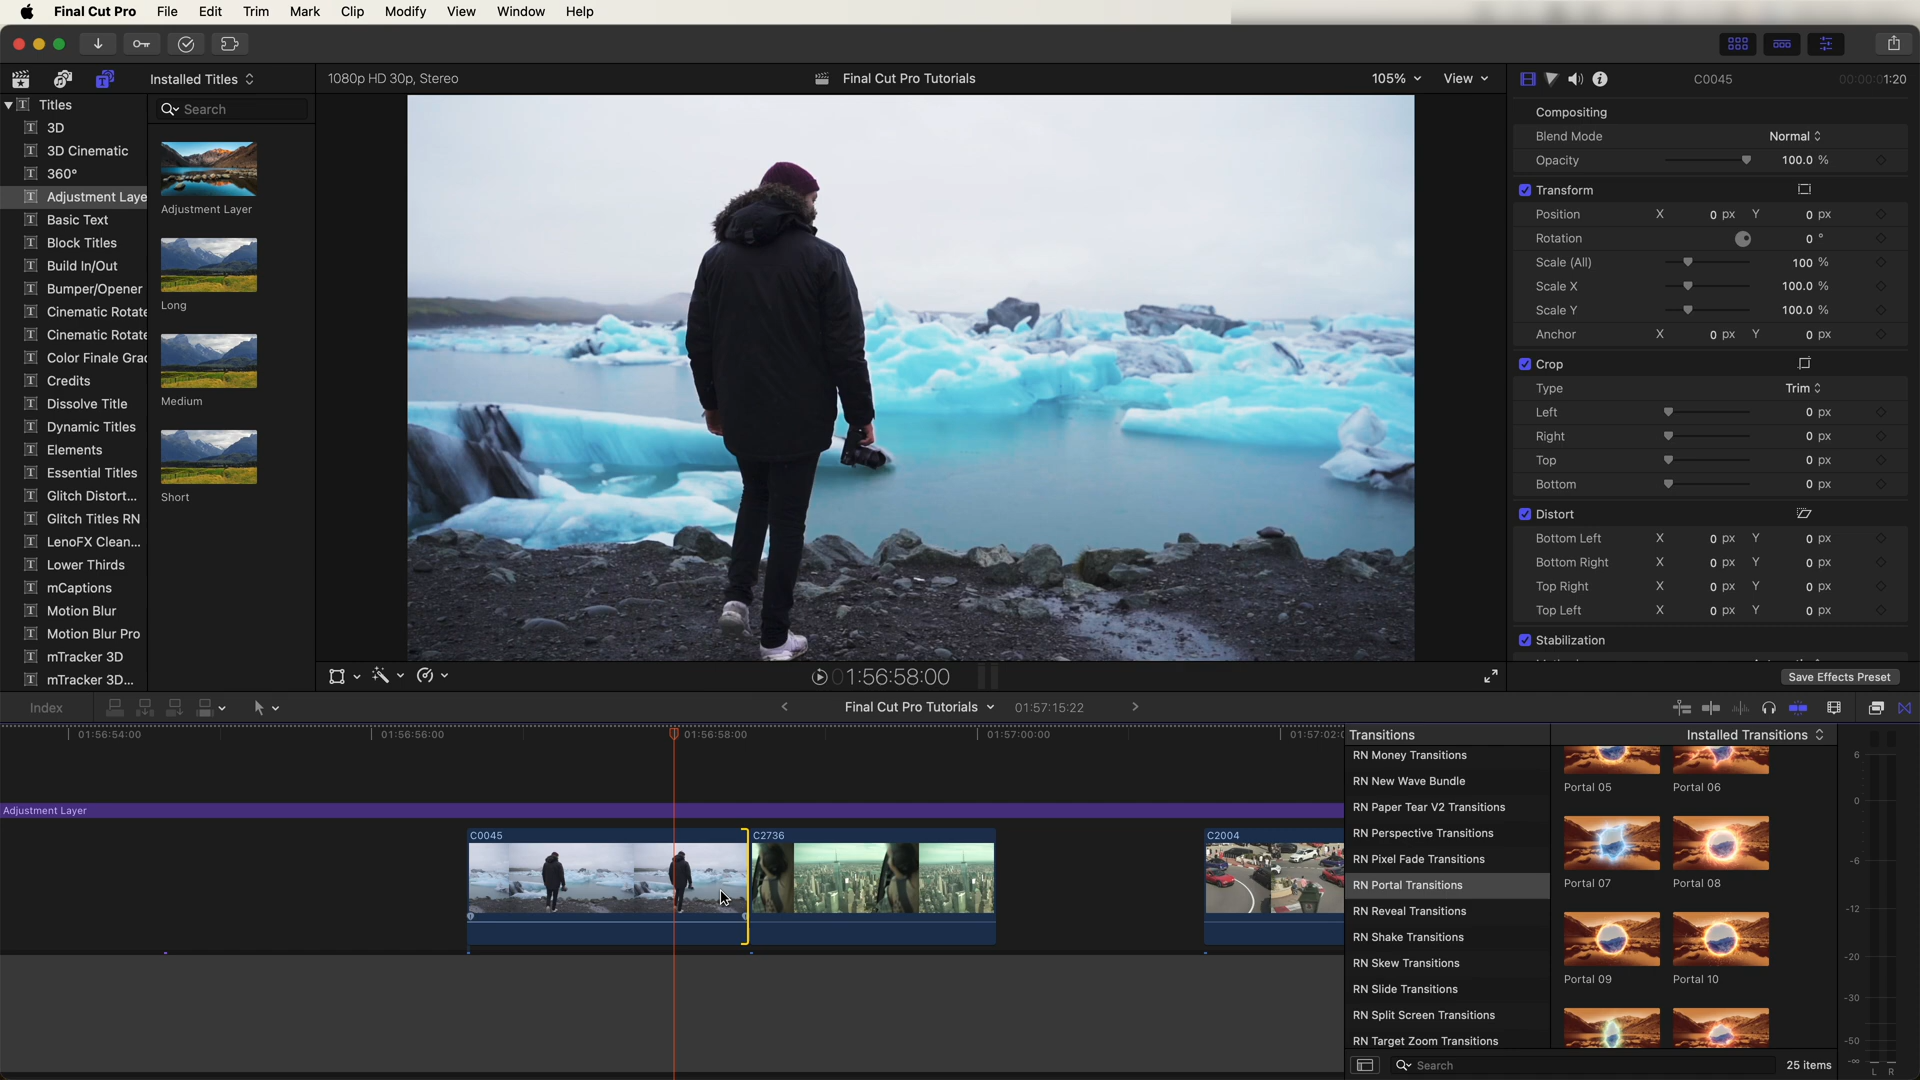 Final Cut Pro File Edit Trim Mark Clip Modify View Window Help
Installed Titles
1080p HD 30p, Stereo
Final Cut Pro Tutorials
105%
View
C0045
00:00:01:20
Titles
Search
3D
3D Cinematic
360°
Adjustment Laye
Basic Text
Block Titles
Build In/Out
Bumper/Opener
Cinematic Rotate
Cinematic Rotate
Color Finale Grad
Credits
Dissolve Title
Dynamic Titles
Elements
Essential Titles
Glitch Distort...
Glitch Titles RN
LenoFX Clean...
Lower Thirds
mCaptions
Motion Blur
Motion Blur Pro
mTracker 3D
mTracker 3D...
Adjustment Layer
Long
Medium
Short
Compositing
Blend Mode Normal
Opacity 100.0 %
Transform
Position X 0 px Y 0 px
Rotation 0 °
Scale (All) 100 %
Scale X 100.0 %
Scale Y 100.0 %
Anchor X 0 px Y 0 px
Crop
Type Trim
Left 0 px
Right 0 px
Top 0 px
Bottom 0 px
Distort
Bottom Left X 0 px Y 0 px
Bottom Right X 0 px Y 0 px
Top Right X 0 px Y 0 px
Top Left X 0 px Y 0 px
Stabilization
Save Effects Preset
01:56:58:00
Index
Final Cut Pro Tutorials
01:57:15:22
01:56:54:00
01:56:56:00
01:56:58:00
01:57:00:00
01:57:02:0
Adjustment Layer
C0045
C2736
C2004
Transitions
Installed Transitions
RN Money Transitions
RN New Wave Bundle
RN Paper Tear V2 Transitions
RN Perspective Transitions
RN Pixel Fade Transitions
RN Portal Transitions
RN Reveal Transitions
RN Shake Transitions
RN Skew Transitions
RN Slide Transitions
RN Split Screen Transitions
RN Target Zoom Transitions
Portal 05
Portal 06
Portal 07
Portal 08
Portal 09
Portal 10
Search
25 items
6
0
-6
-12
-20
-30
-50
-∞
L R